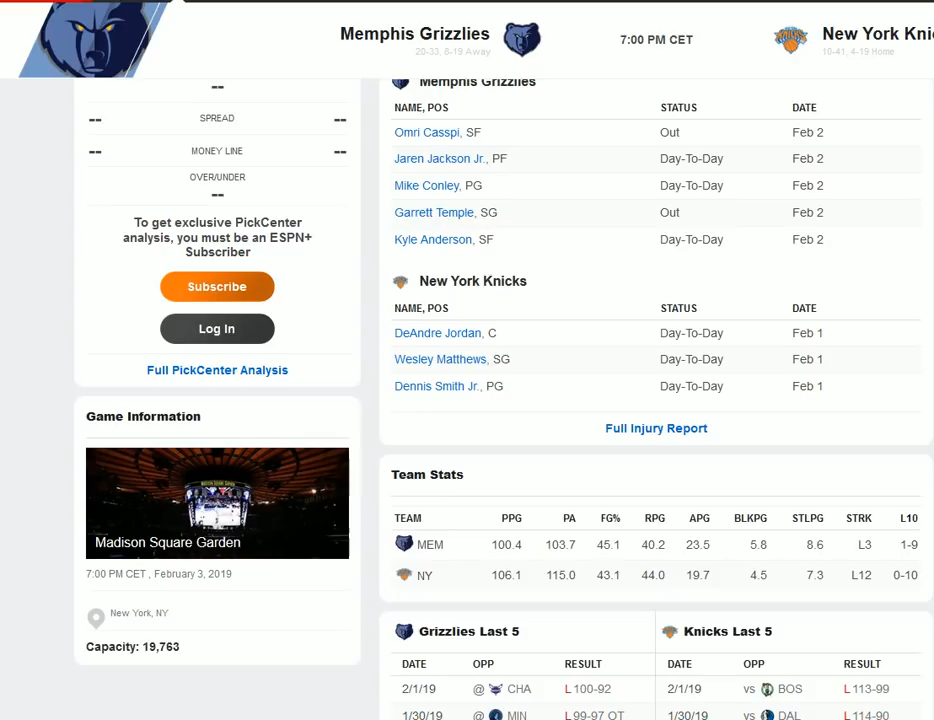 Memphis Grizzlies
20-33, 8-19 Away
7:00 PM CET
New York Kni
10-41, 4-19 Home
--
-- SPREAD --
-- MONEY LINE --
OVER/UNDER
--
To get exclusive PickCenter
analysis, you must be an ESPN+
Subscriber
Subscribe
Log In
Full PickCenter Analysis
Game Information
Madison Square Garden
7:00 PM CET , February 3, 2019
New York, NY
Capacity: 19,763
Memphis Grizzlies
NAME, POS STATUS DATE
Omri Casspi, SF Out Feb 2
Jaren Jackson Jr., PF Day-To-Day Feb 2
Mike Conley, PG Day-To-Day Feb 2
Garrett Temple, SG Out Feb 2
Kyle Anderson, SF Day-To-Day Feb 2
New York Knicks
NAME, POS STATUS DATE
DeAndre Jordan, C Day-To-Day Feb 1
Wesley Matthews, SG Day-To-Day Feb 1
Dennis Smith Jr., PG Day-To-Day Feb 1
Full Injury Report
Team Stats
TEAM PPG PA FG% RPG APG BLKPG STLPG STRK L10
MEM 100.4 103.7 45.1 40.2 23.5 5.8 8.6 L3 1-9
NY 106.1 115.0 43.1 44.0 19.7 4.5 7.3 L12 0-10
Grizzlies Last 5
DATE OPP RESULT
2/1/19 @ CHA L 100-92
1/30/19 @ MIN L 99-97 OT
Knicks Last 5
DATE OPP RESULT
2/1/19 vs BOS L 113-99
1/30/19 vs DAL L 114-90